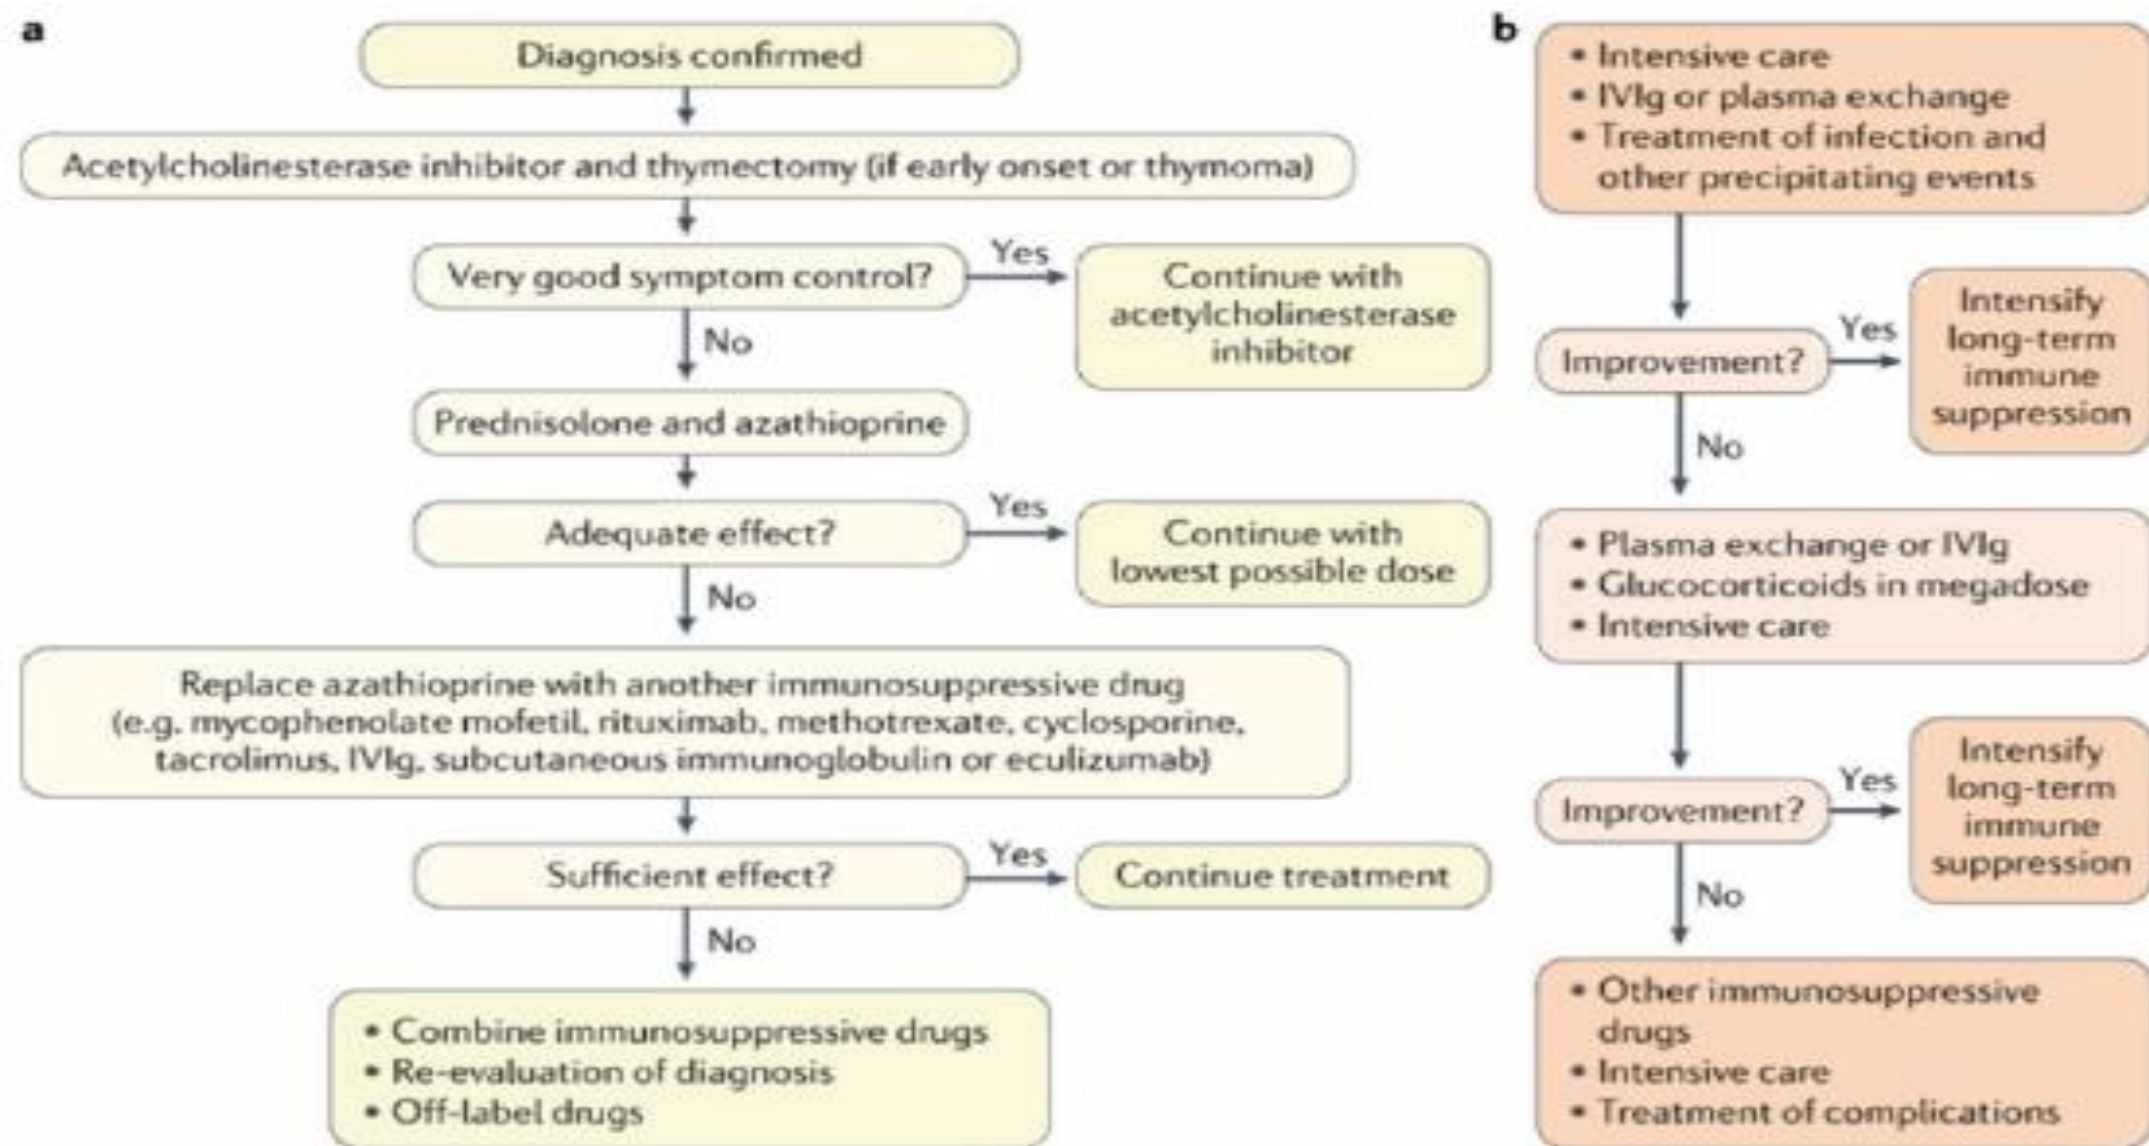 a
Diagnosis confirmed
Acetylcholinesterase inhibitor and thymectomy (if early onset or thymoma)
Very good symptom control?
Yes
Continue with
acetylcholinesterase
inhibitor
No
Prednisolone and azathioprine
Adequate effect?
Yes
Continue with
lowest possible dose
No
Replace azathioprine with another immunosuppressive drug
(e.g. mycophenolate mofetil, rituximab, methotrexate, cyclosporine,
tacrolimus, IVIg, subcutaneous immunoglobulin or eculizumab)
Sufficient effect?
Yes
Continue treatment
No
• Combine immunosuppressive drugs
• Re-evaluation of diagnosis
• Off-label drugs
b
• Intensive care
• IVIg or plasma exchange
• Treatment of infection and
other precipitating events
Improvement?
Yes
Intensify
long-term
immune
suppression
No
• Plasma exchange or IVIg
• Glucocorticoids in megadose
• Intensive care
Improvement?
Yes
Intensify
long-term
immune
suppression
No
• Other immunosuppressive
drugs
• Intensive care
• Treatment of complications